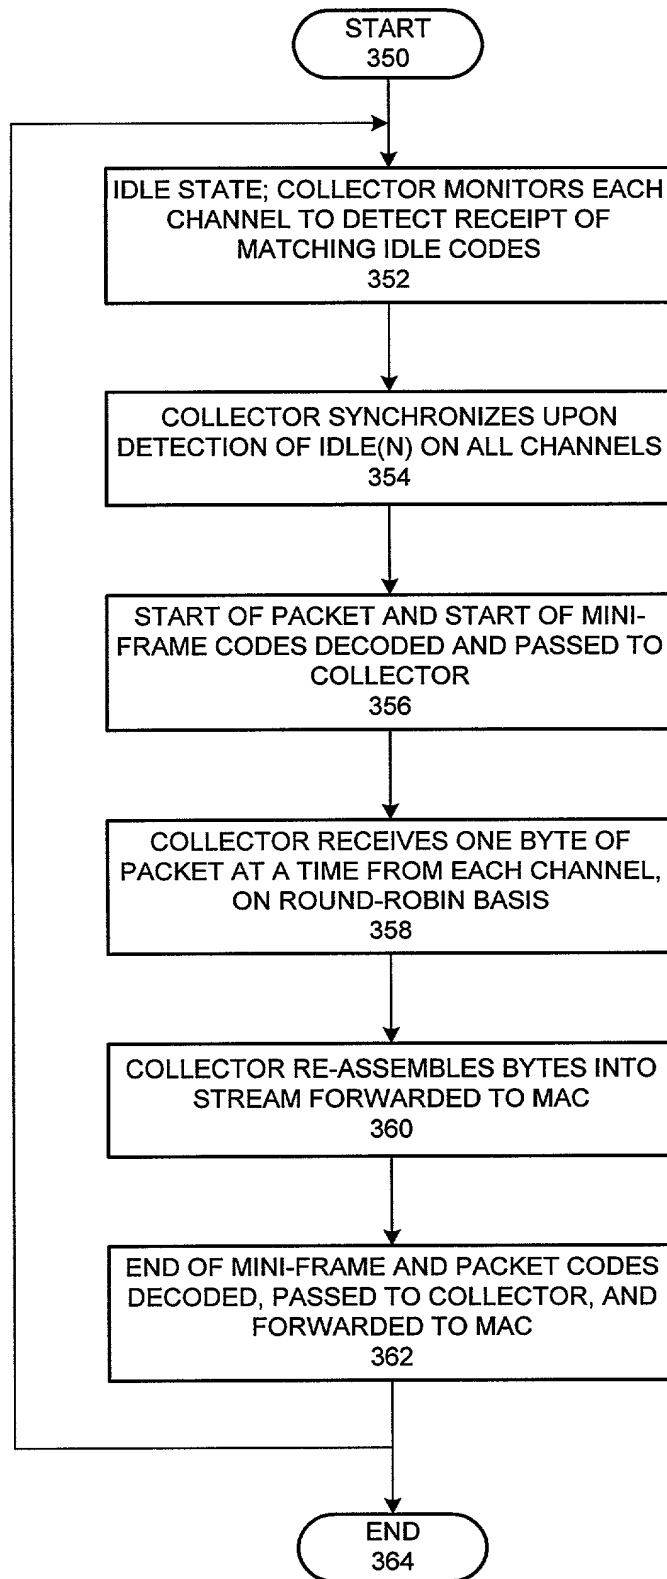 START
350
IDLE STATE; COLLECTOR MONITORS EACH
CHANNEL TO DETECT RECEIPT OF
MATCHING IDLE CODES
352
COLLECTOR SYNCHRONIZES UPON
DETECTION OF IDLE(N) ON ALL CHANNELS
354
START OF PACKET AND START OF MINI-
FRAME CODES DECODED AND PASSED TO
COLLECTOR
356
COLLECTOR RECEIVES ONE BYTE OF
PACKET AT A TIME FROM EACH CHANNEL,
ON ROUND-ROBIN BASIS
358
COLLECTOR RE-ASSEMBLES BYTES INTO
STREAM FORWARDED TO MAC
360
END OF MINI-FRAME AND PACKET CODES
DECODED, PASSED TO COLLECTOR, AND
FORWARDED TO MAC
362
END
364